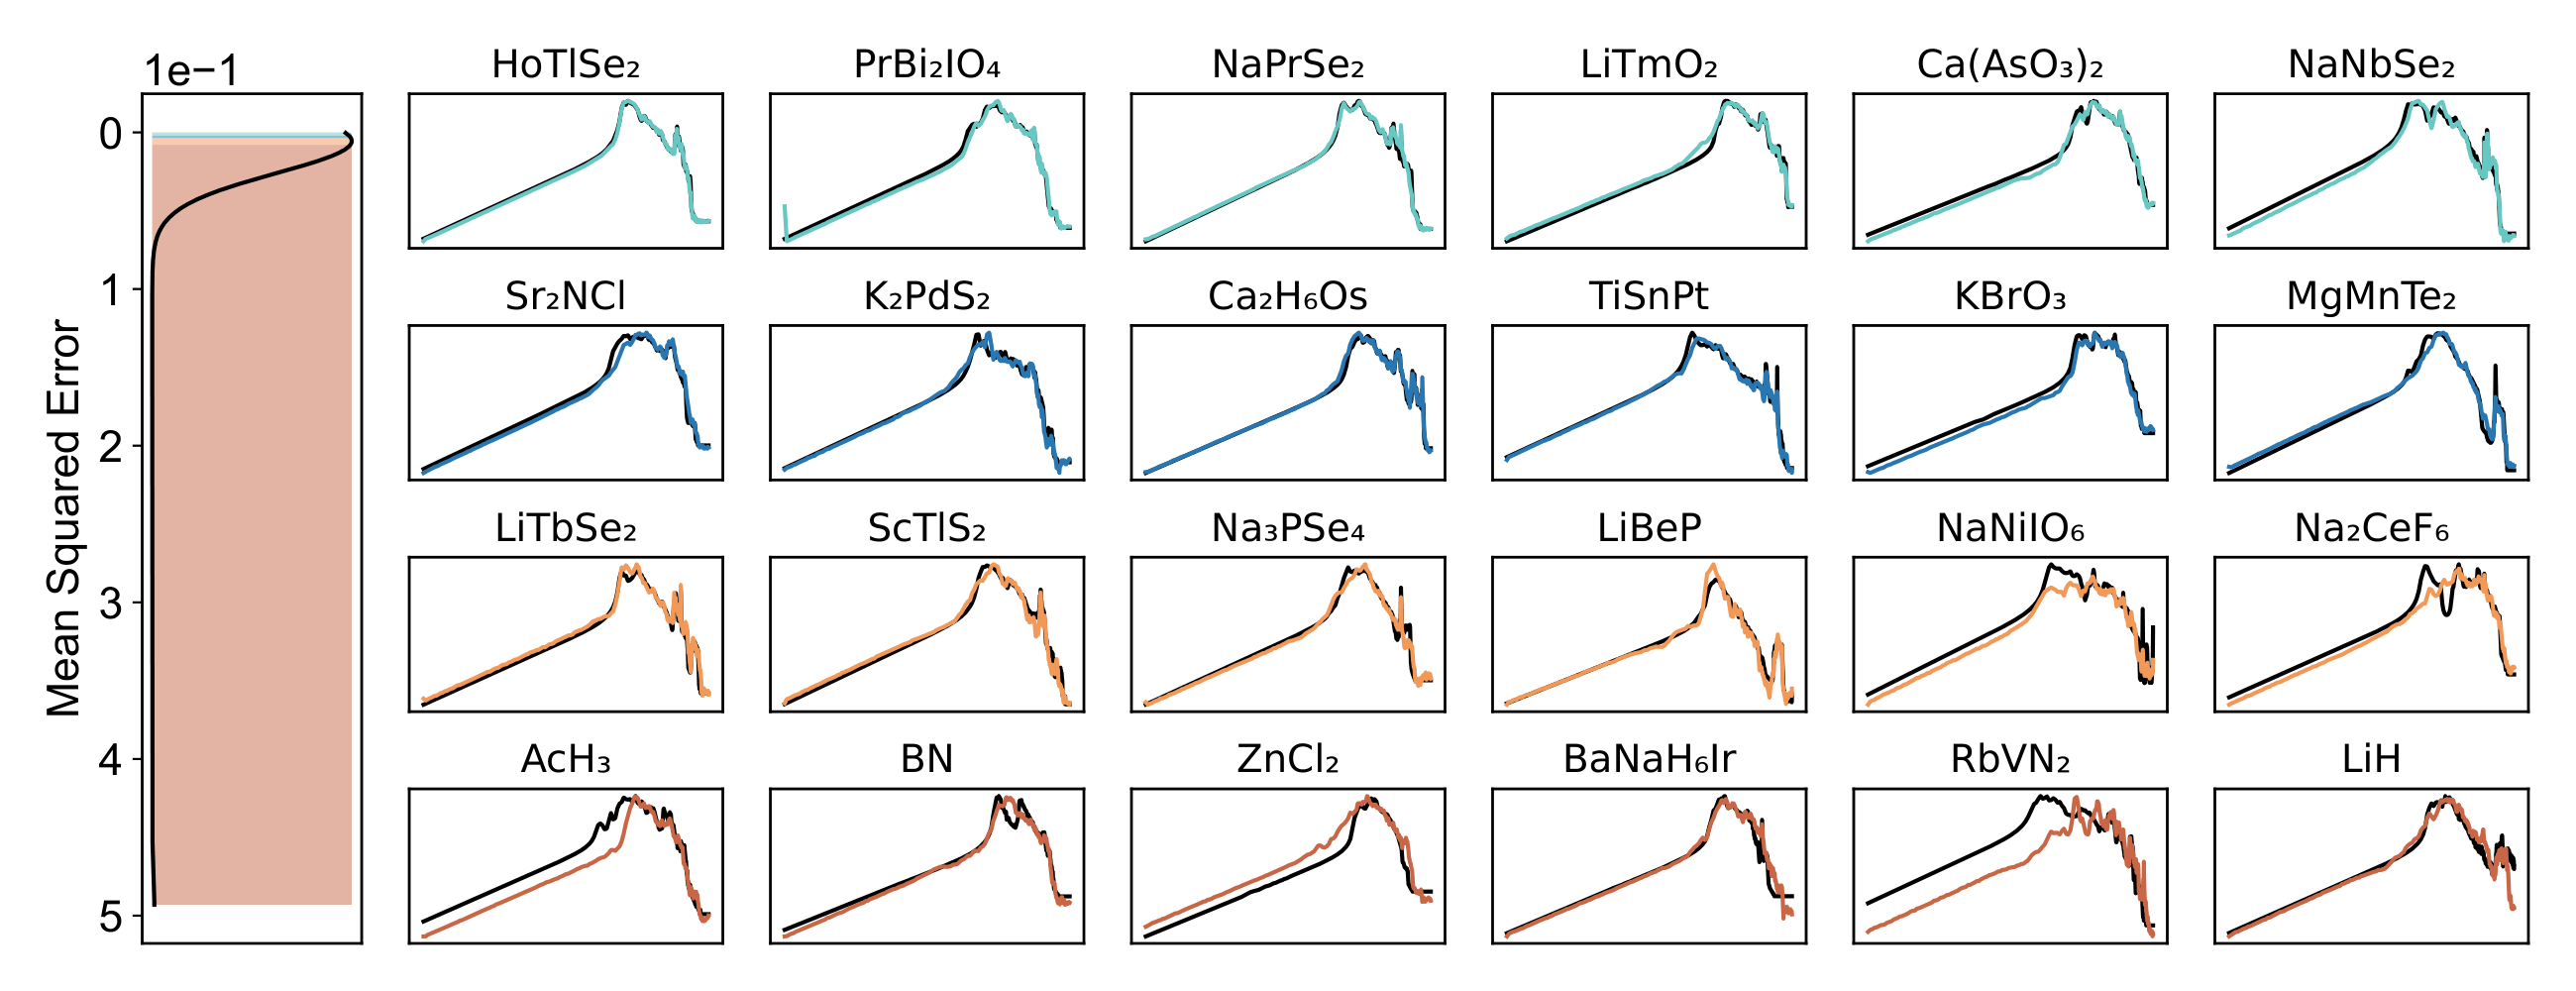 1e−1
0
1
2
3
4
5
Mean Squared Error
HoTlSe₂
PrBi₂IO₄
NaPrSe₂
LiTmO₂
Ca(AsO₃)₂
NaNbSe₂
Sr₂NCl
K₂PdS₂
Ca₂H₆Os
TiSnPt
KBrO₃
MgMnTe₂
LiTbSe₂
ScTlS₂
Na₃PSe₄
LiBeP
NaNiIO₆
Na₂CeF₆
AcH₃
BN
ZnCl₂
BaNaH₆Ir
RbVN₂
LiH